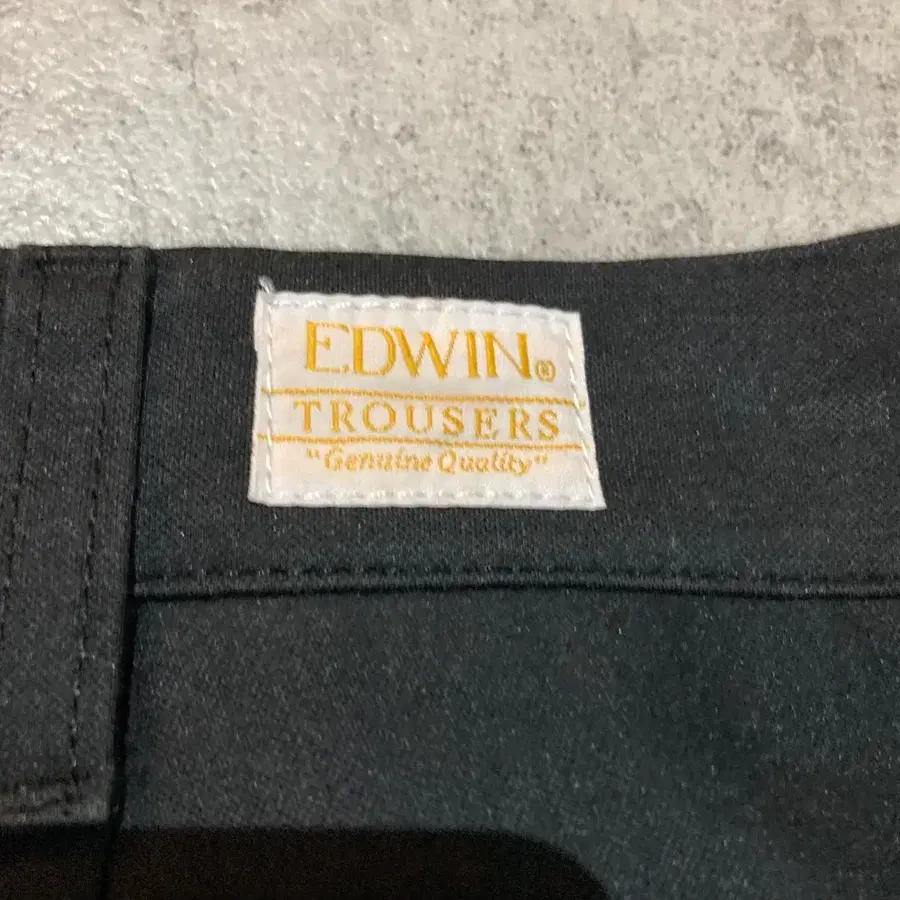 EDWIN®
TROUSERS
"Genuine Quality"